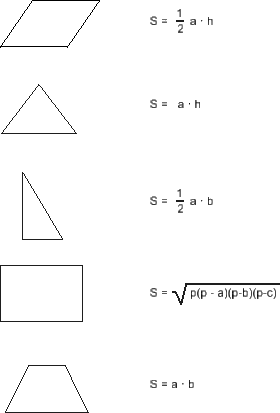 S = 1/2 a · h
S = a · h
S = 1/2 a · b
S = √p(p - a)(p-b)(p-c)
S = a · b